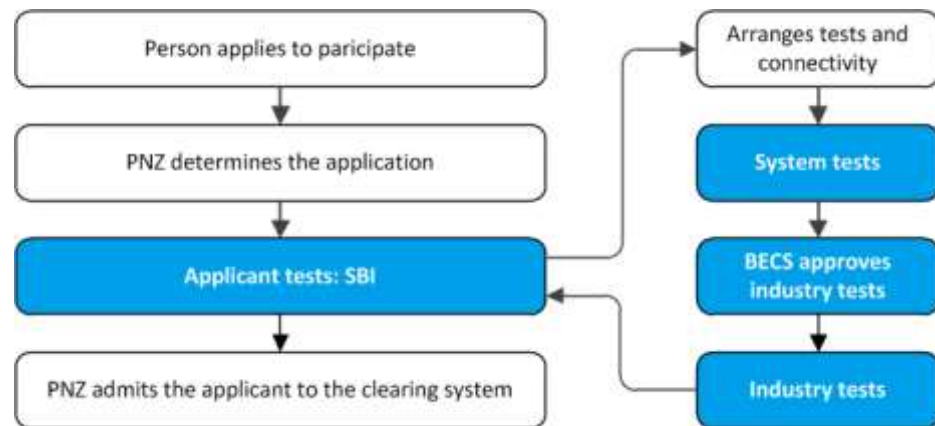 Person applies to paricipate
PNZ determines the application
Applicant tests: SBI
PNZ admits the applicant to the clearing system
Arranges tests and
connectivity
System tests
BECS approves
industry tests
Industry tests